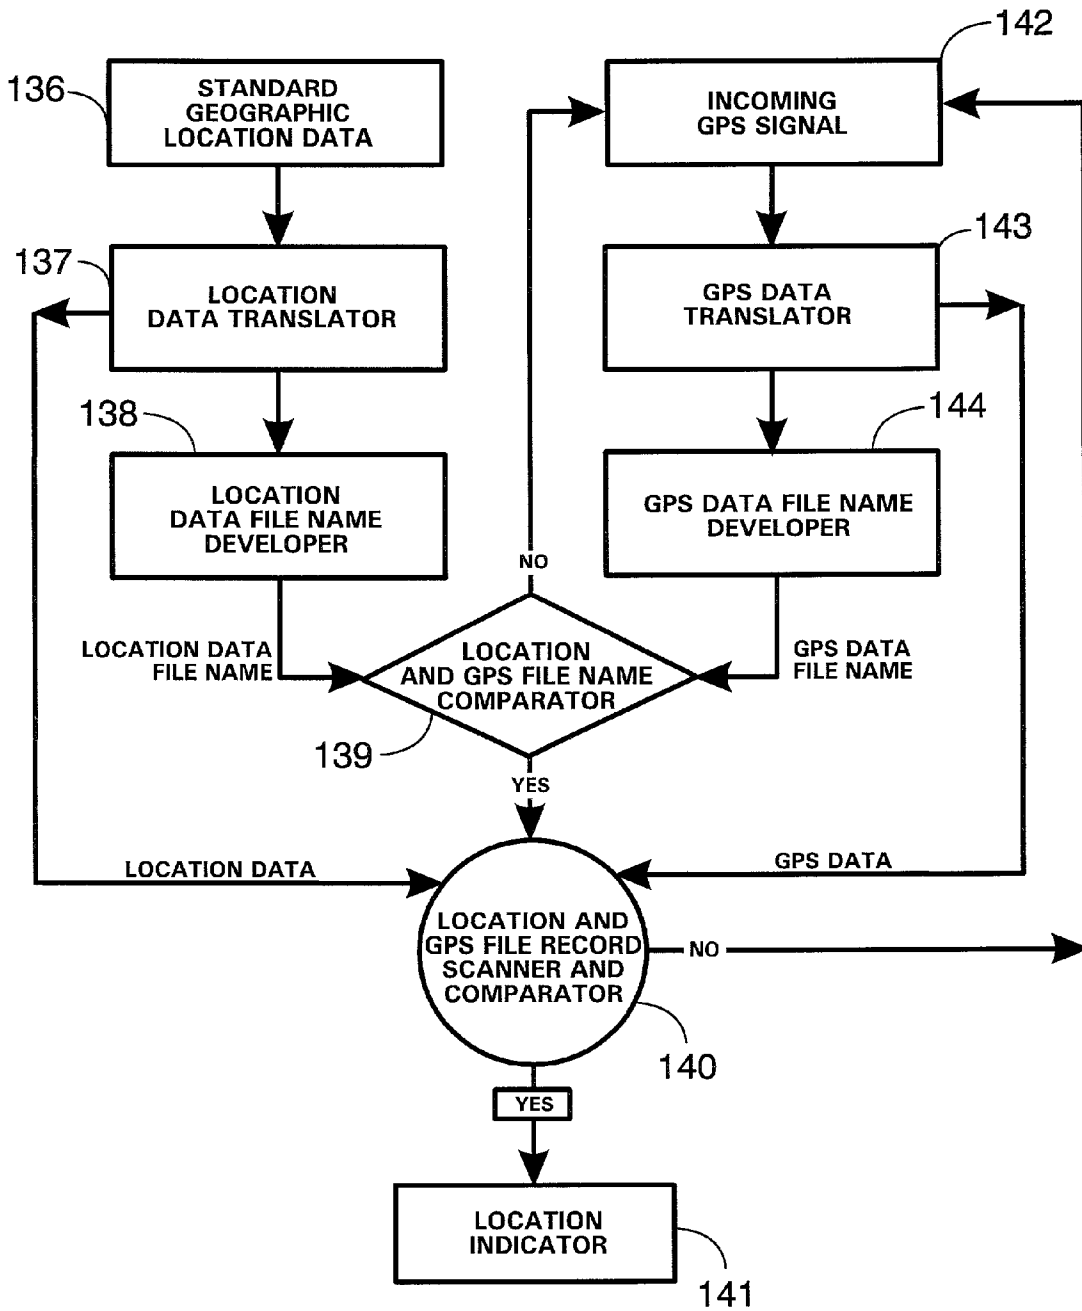 142
136
STANDARD
GEOGRAPHIC
LOCATION DATA
INCOMING
GPS SIGNAL
137
LOCATION
DATA TRANSLATOR
143
GPS DATA
TRANSLATOR
138
LOCATION
DATA FILE NAME
DEVELOPER
144
GPS DATA FILE NAME
DEVELOPER
NO
LOCATION DATA
FILE NAME
LOCATION
AND GPS FILE NAME
COMPARATOR
GPS DATA
FILE NAME
139
YES
LOCATION DATA
GPS DATA
LOCATION AND
GPS FILE RECORD
SCANNER AND
COMPARATOR
NO
140
YES
LOCATION
INDICATOR
141